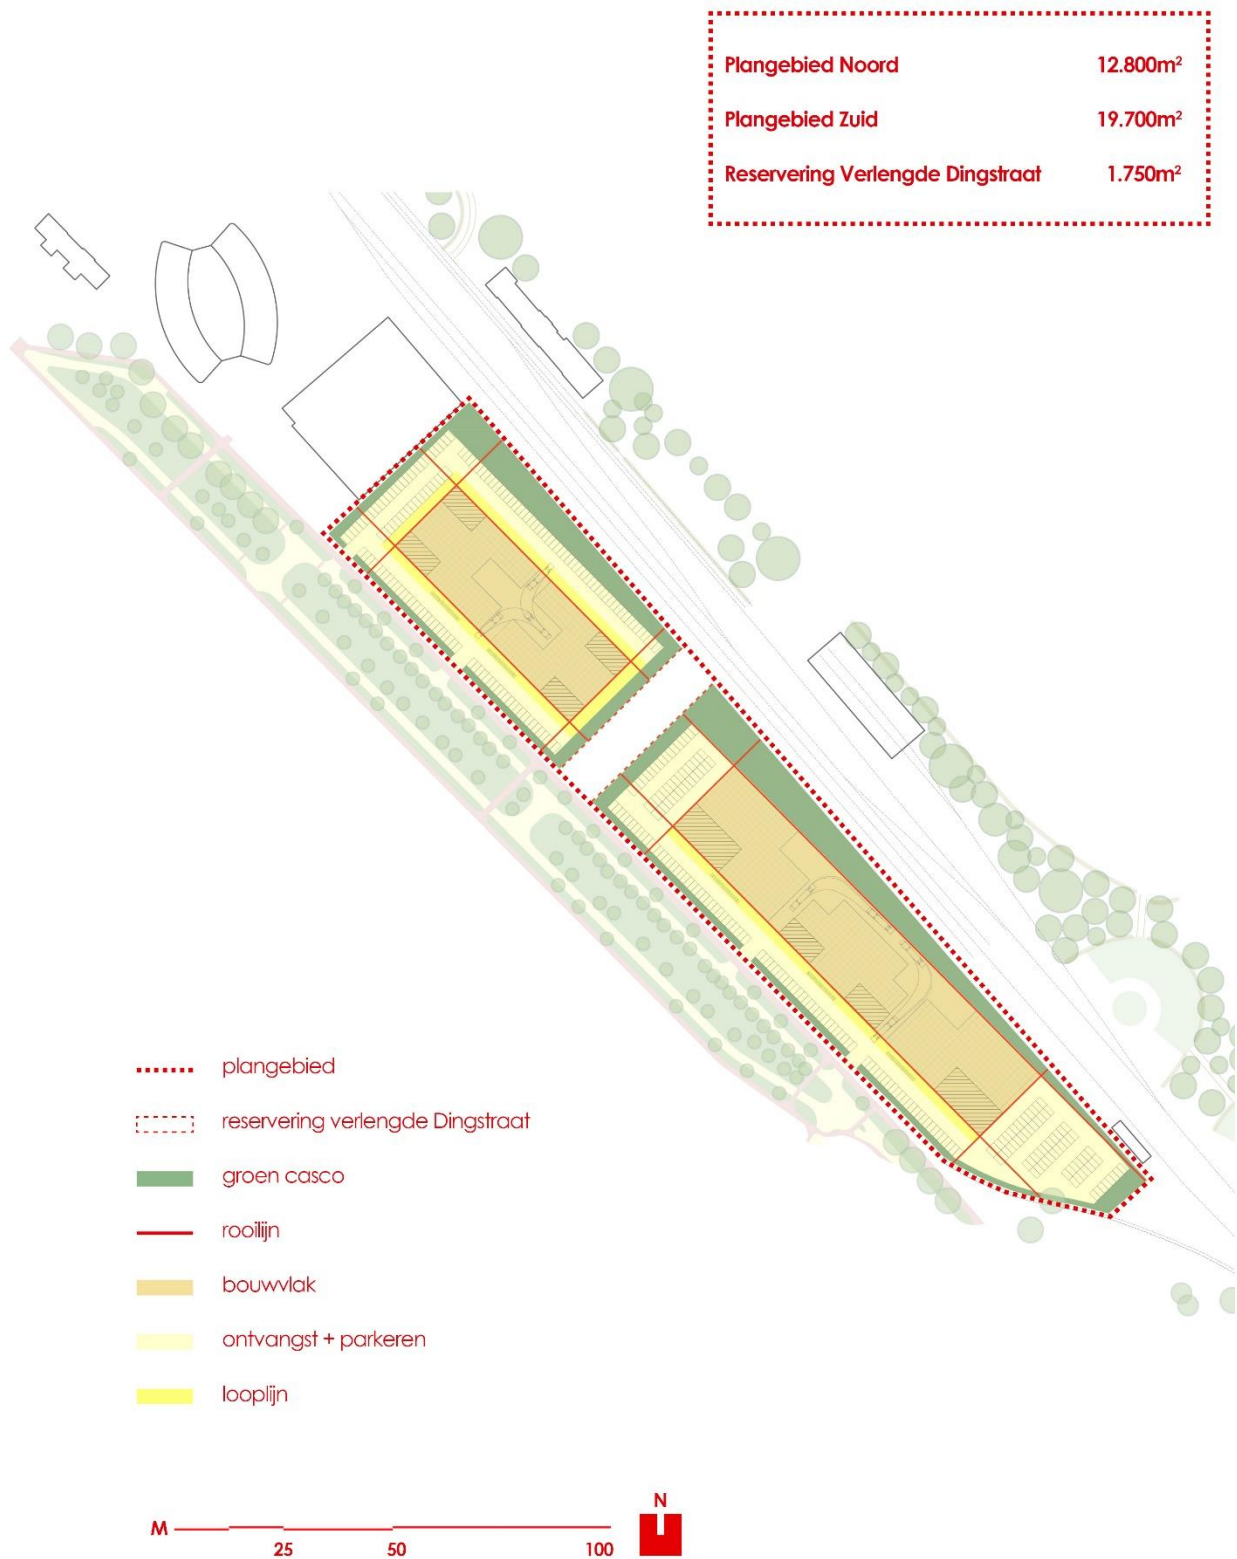 Plangebied Noord 12.800m²
Plangebied Zuid 19.700m²
Reservering Verlengde Dingstraat 1.750m²
plangebied
reservering verlengde Dingstraat
groen casco
rooilijn
bouwvlak
ontvangst + parkeren
looplijn
M 25 50 100
N